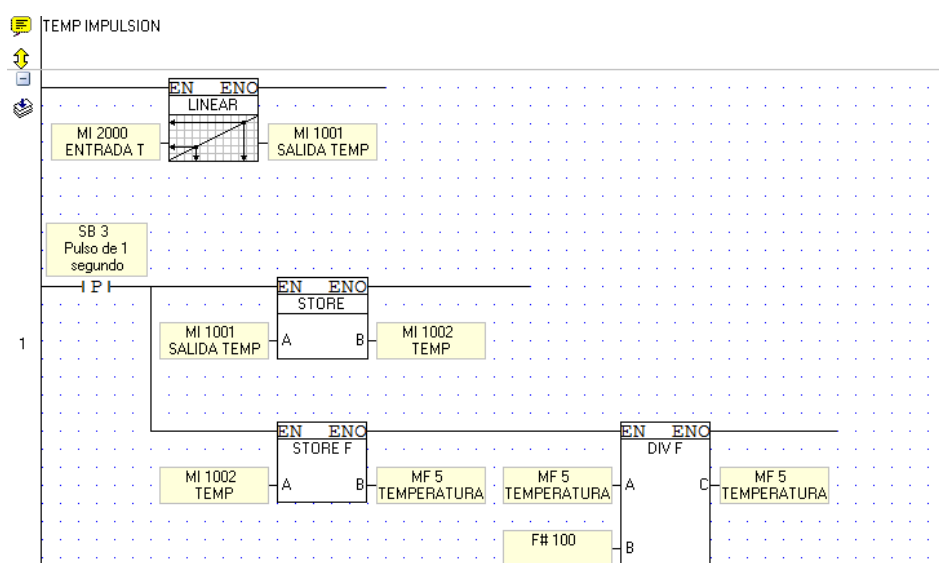 TEMP IMPULSION
EN ENO
LINEAR
MI 2000
ENTRADA T
MI 1001
SALIDA TEMP
SB 3
Pulso de 1
segundo
P
EN ENO
STORE
1
MI 1001
SALIDA TEMP
A B
MI 1002
TEMP
EN ENO
STORE F
MI 1002
TEMP
A B
MF 5
TEMPERATURA
EN ENO
DIV F
MF 5
TEMPERATURA
A C
MF 5
TEMPERATURA
F# 100
B